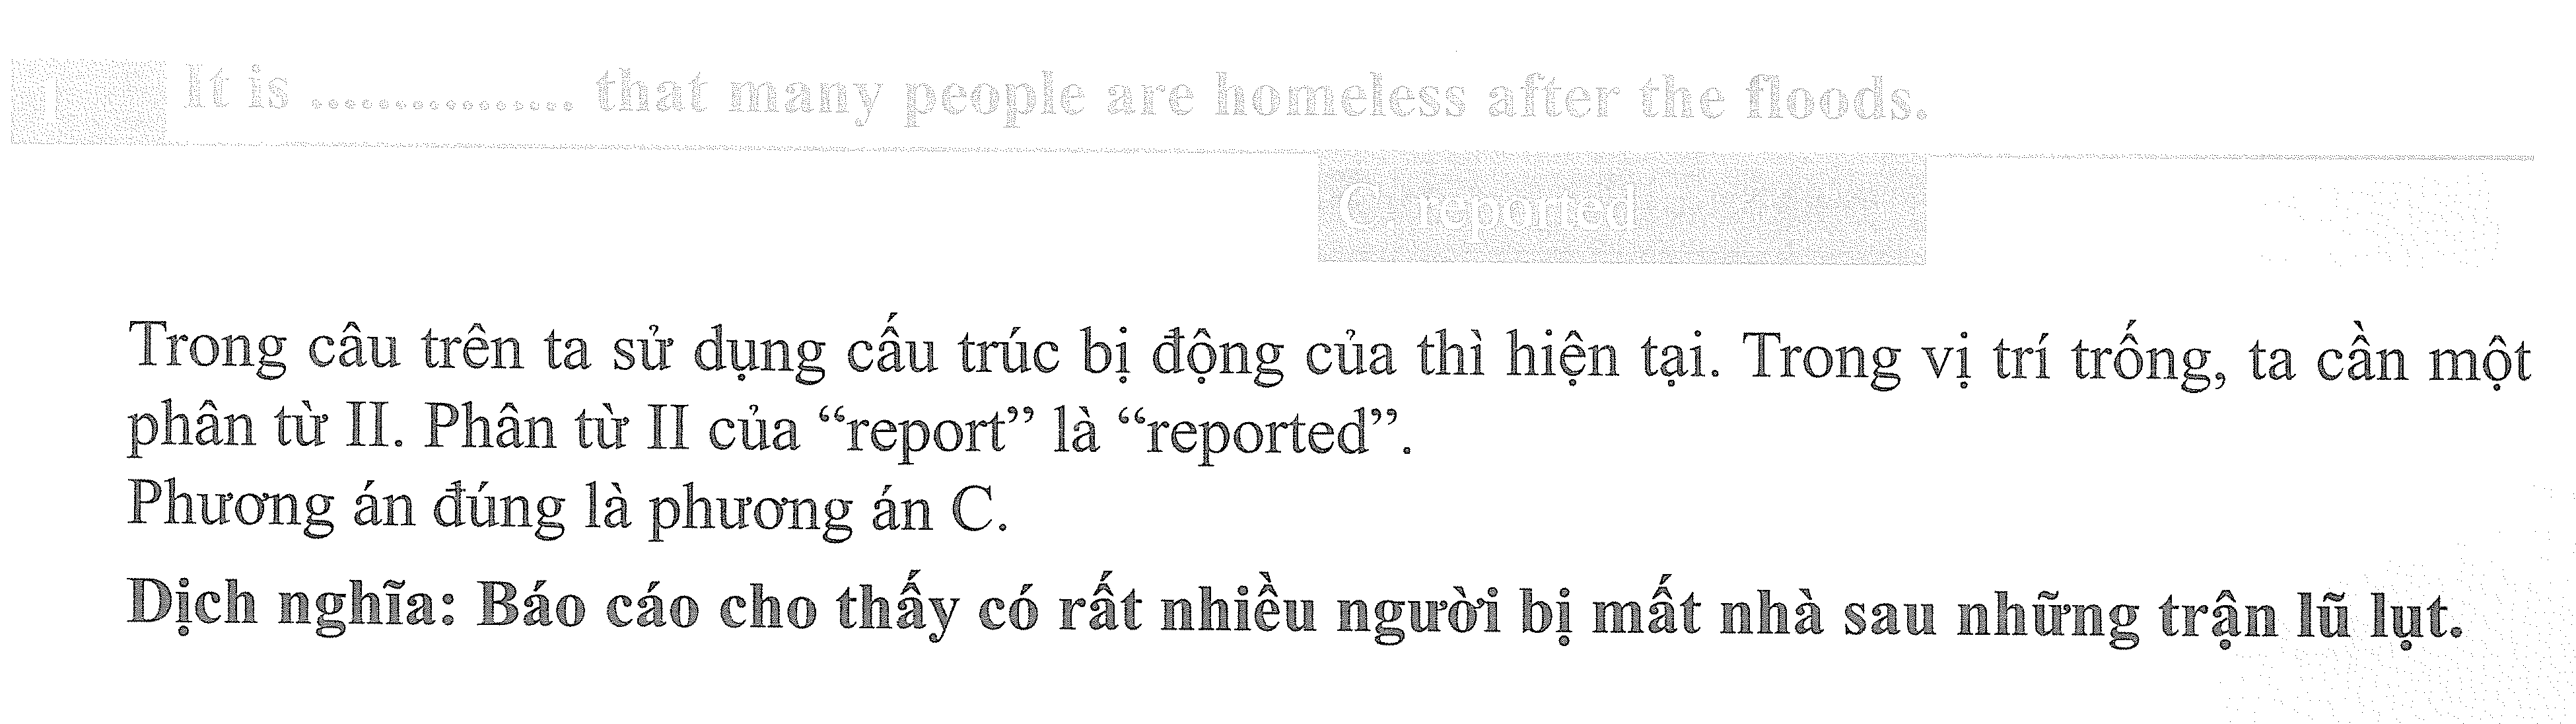 1 It is ................ that many people are homeless after the floods.
C. reported
Trong câu trên ta sử dụng cấu trúc bị động của thì hiện tại. Trong vị trí trống, ta cần một
phân từ II. Phân từ II của “report” là “reported”.
Phương án đúng là phương án C.
Dịch nghĩa: Báo cáo cho thấy có rất nhiều người bị mất nhà sau những trận lũ lụt.